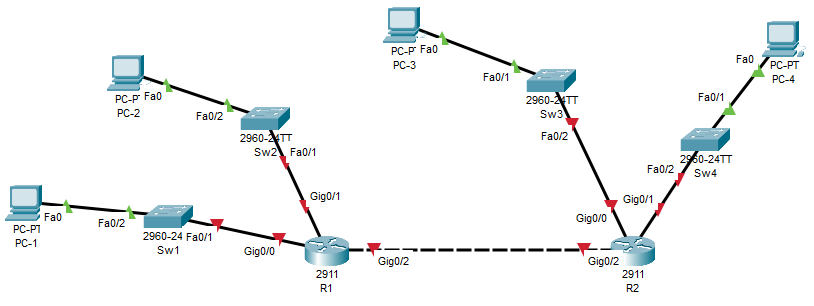 PC-PT
PC-3
Fa0
Fa0/1
2960-24TT
Sw3
Fa0/2
Fa0
PC-PT
PC-4
Fa0/1
2960-24TT
Sw4
Fa0/2
Gig0/1
Gig0/0
PC-PT
PC-2
Fa0
Fa0/2
2960-24TT
Sw2
Fa0/1
Gig0/1
PC-PT
PC-1
Fa0
Fa0/2
2960-24
Sw1
Fa0/1
Gig0/0
2911
R1
Gig0/2
Gig0/2
2911
R2